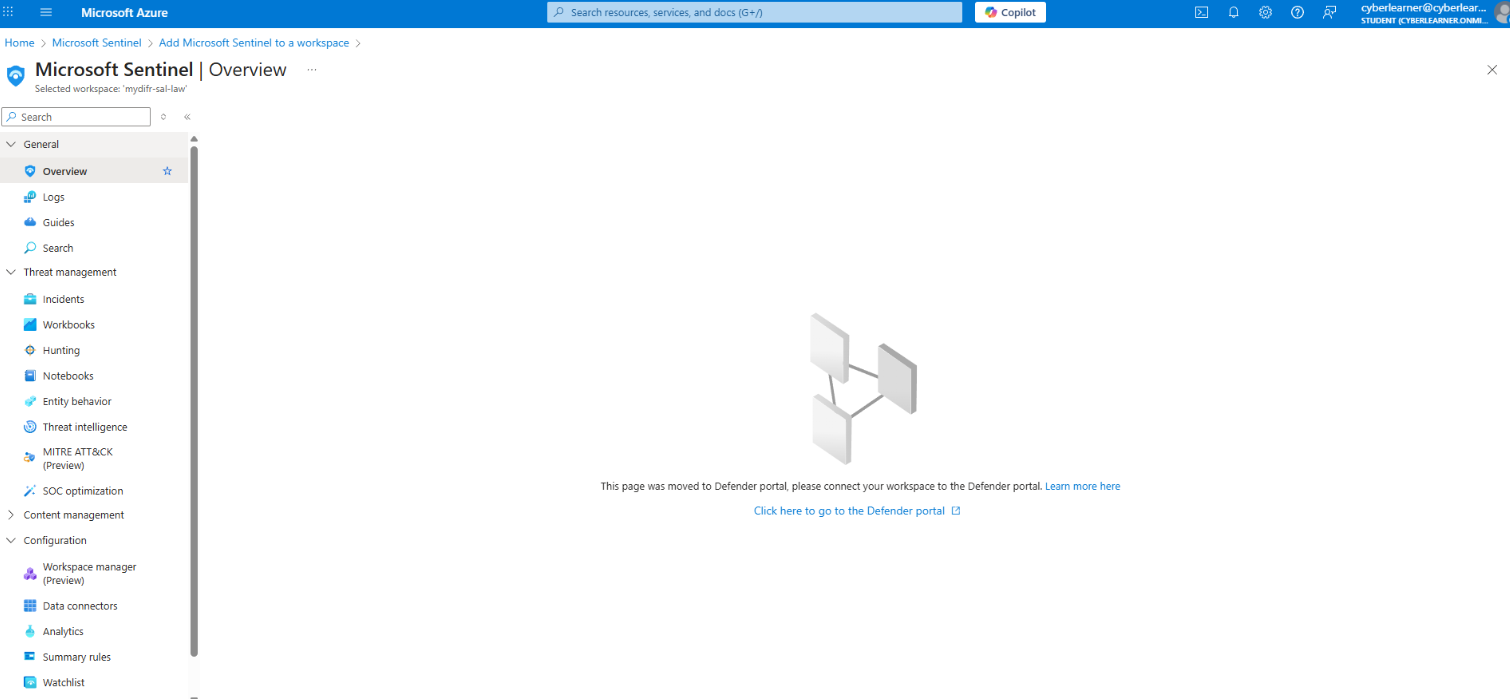 Microsoft Azure
Search resources, services, and docs (G+/)
Copilot
cyberlearner@cyberlear...
STUDENT (CYBERLEARNER.ONMI...
Home > Microsoft Sentinel > Add Microsoft Sentinel to a workspace >
Microsoft Sentinel | Overview ...
Selected workspace: 'mydifr-sal-law'
Search
General
Overview
Logs
Guides
Search
Threat management
Incidents
Workbooks
Hunting
Notebooks
Entity behavior
Threat intelligence
MITRE ATT&CK
(Preview)
SOC optimization
Content management
Configuration
Workspace manager
(Preview)
Data connectors
Analytics
Summary rules
Watchlist
This page was moved to Defender portal, please connect your workspace to the Defender portal. Learn more here
Click here to go to the Defender portal